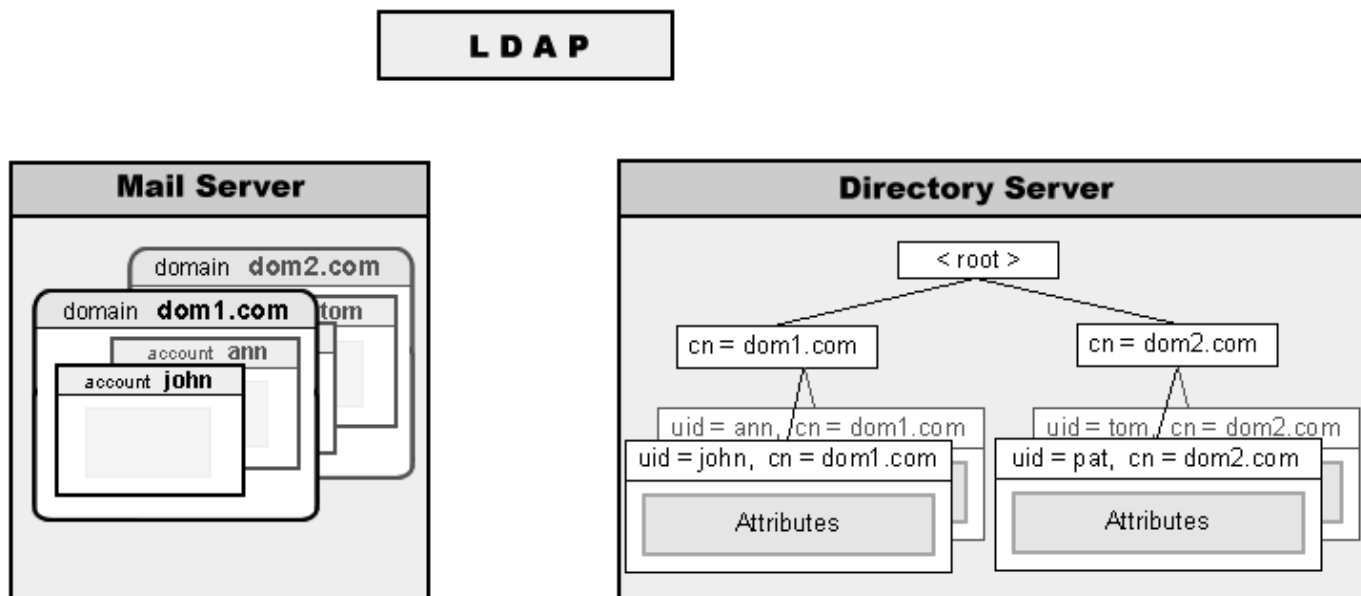 L D A P
Mail Server
domain dom2.com
tom
domain dom1.com
account ann
account john
Directory Server
< root >
cn = dom1.com
cn = dom2.com
uid = ann, cn = dom1.com
uid = john, cn = dom1.com
Attributes
uid = tom, cn = dom2.com
uid = pat, cn = dom2.com
Attributes